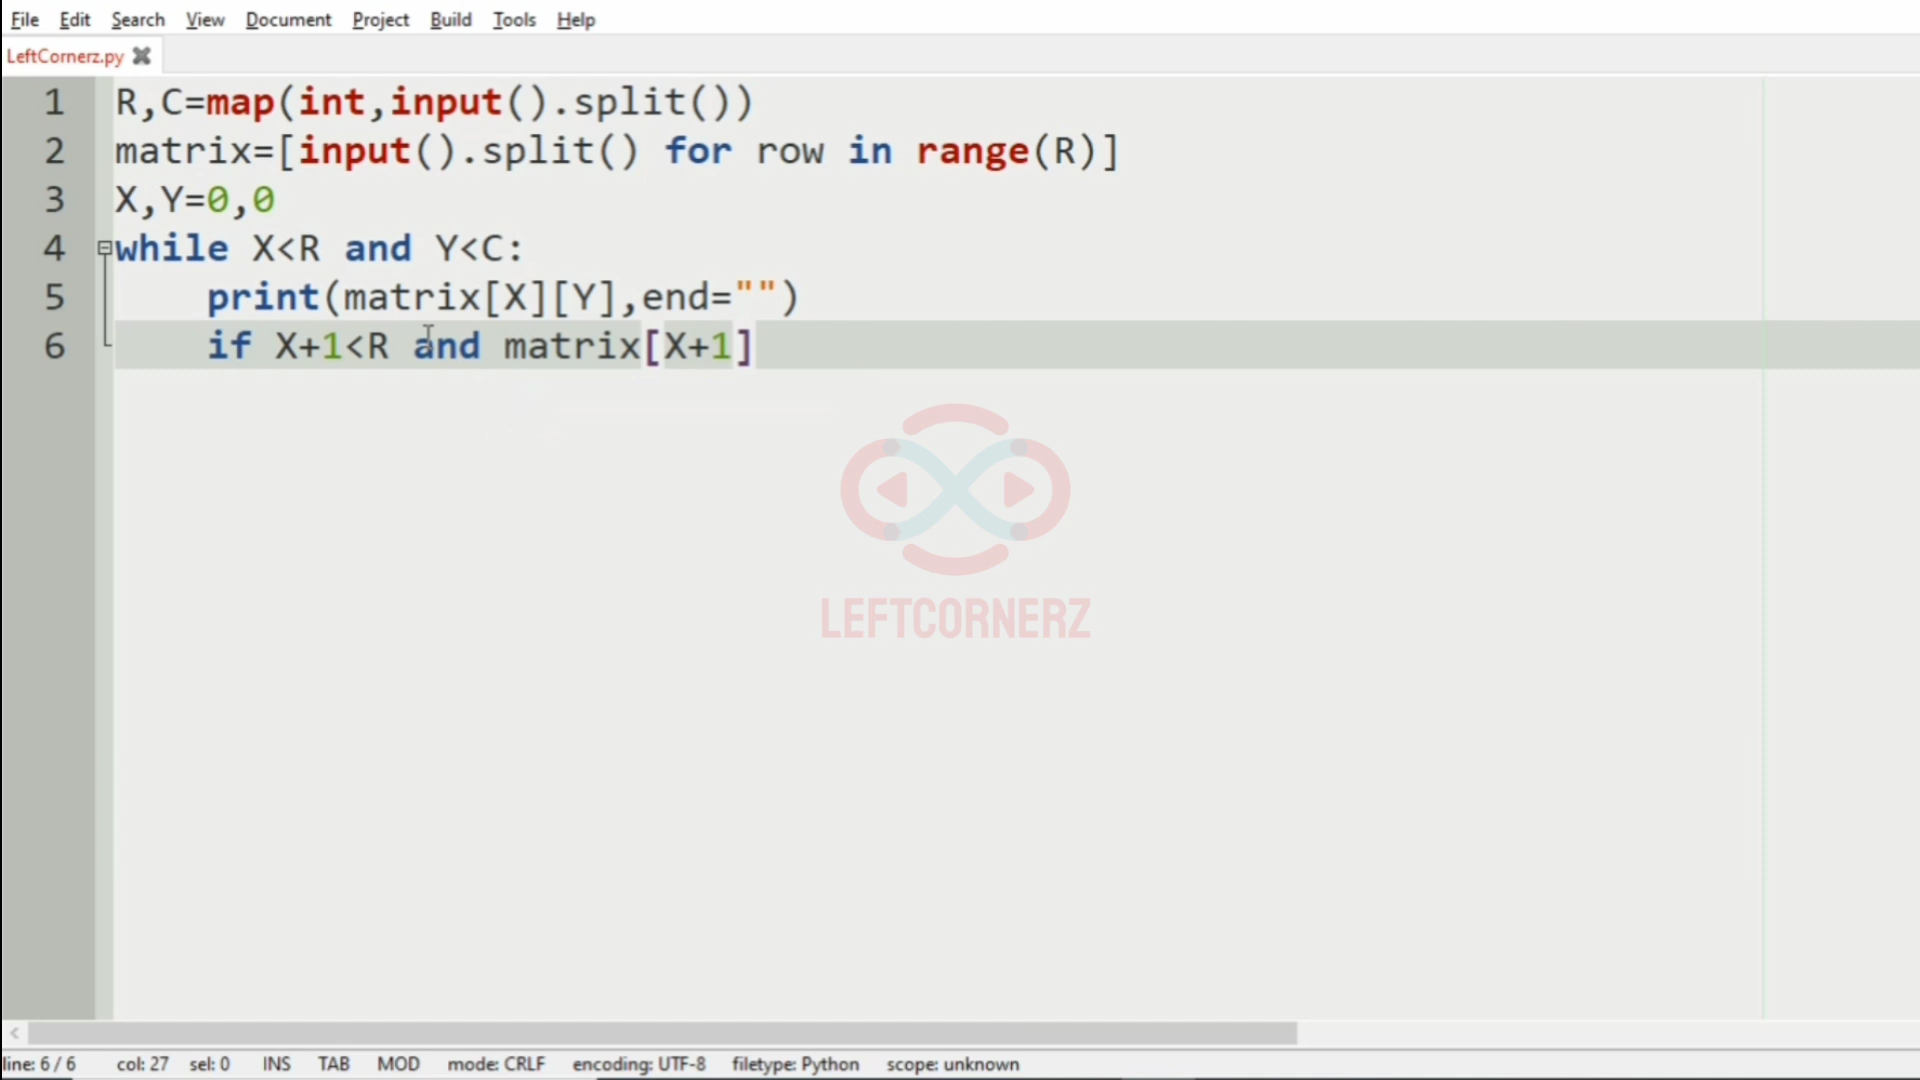 File Edit Search View Document Project Build Tools Help
LeftCornerz.py
1 R,C=map(int,input().split())
2 matrix=[input().split() for row in range(R)]
3 X,Y=0,0
4 while X<R and Y<C:
5     print(matrix[X][Y],end="")
6     if X+1<R and matrix[X+1]
LEFTCORNERZ
line: 6 / 6 col: 27 sel: 0 INS TAB MOD mode: CRLF encoding: UTF-8 filetype: Python scope: unknown